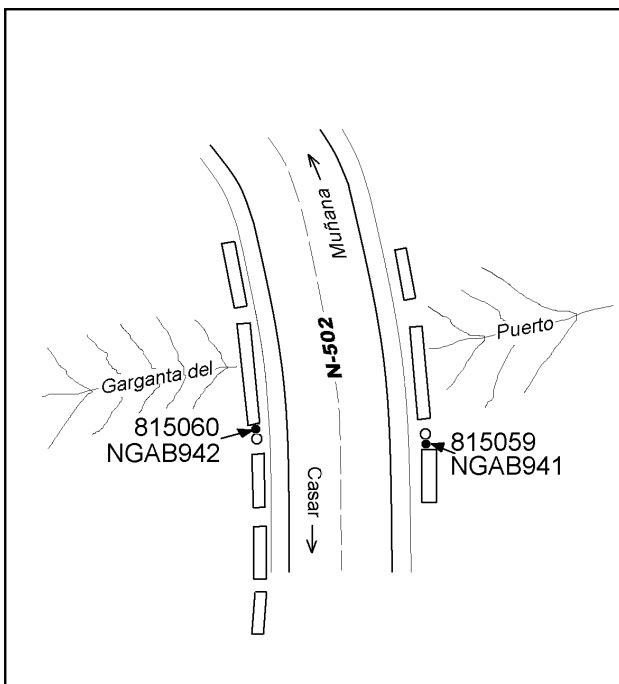 Muñana
N-502
Puerto
Garganta del
815060
NGAB942
815059
NGAB941
Casar